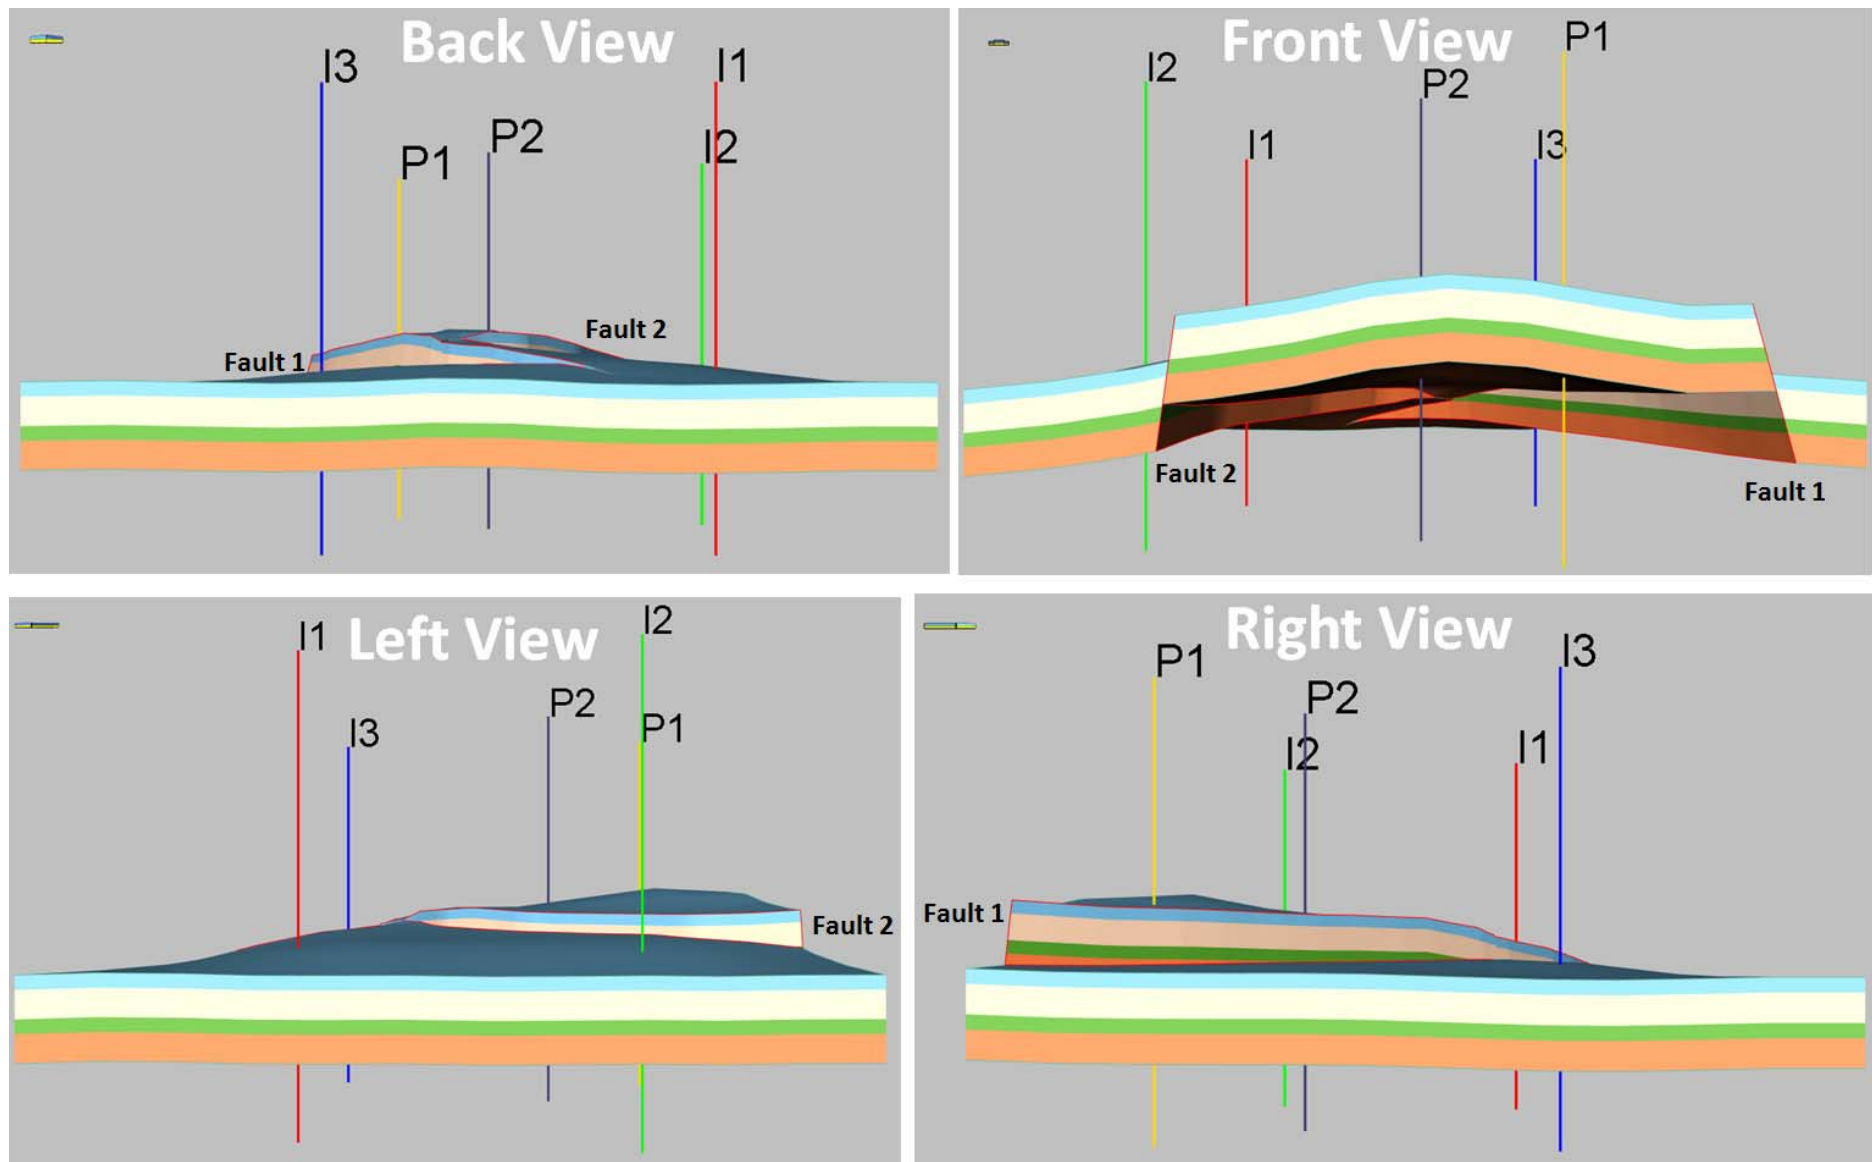 Back View
I3
I1
P2
I2
P1
Fault 2
Fault 1
Front View
P1
I2
P2
I1
I3
Fault 2
Fault 1
Left View
I2
I1
P2
P1
I3
Fault 2
Right View
P1
I3
P2
I2
I1
Fault 1